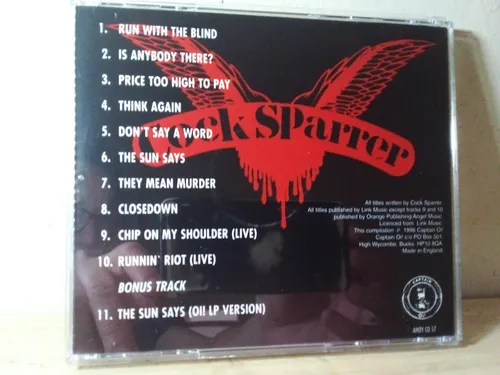 1. RUN WITH THE BLIND
2. IS ANYBODY THERE?
3. PRICE TOO HIGH TO PAY
4. THINK AGAIN
5. DON'T SAY A WORD
6. THE SUN SAYS
7. THEY MEAN MURDER
8. CLOSEDOWN
9. CHIP ON MY SHOULDER (LIVE)
10. RUNNIN' RIOT (LIVE)
BONUS TRACK
11. THE SUN SAYS (OI! LP VERSION)
Cock Sparrer
All titles written by Cock Sparrer
All titles published by Link Music except tracks 9 and 10
published by Orange Publishing/Angel Music
Licenced from Link Music
This compilation ℗ 1996 Captain Oi!
Captain Oi! c/o PO Box 501,
High Wycombe, Bucks. HP10 8QA
Made in England.
CAPTAIN
Oi!
AHOY CD 57